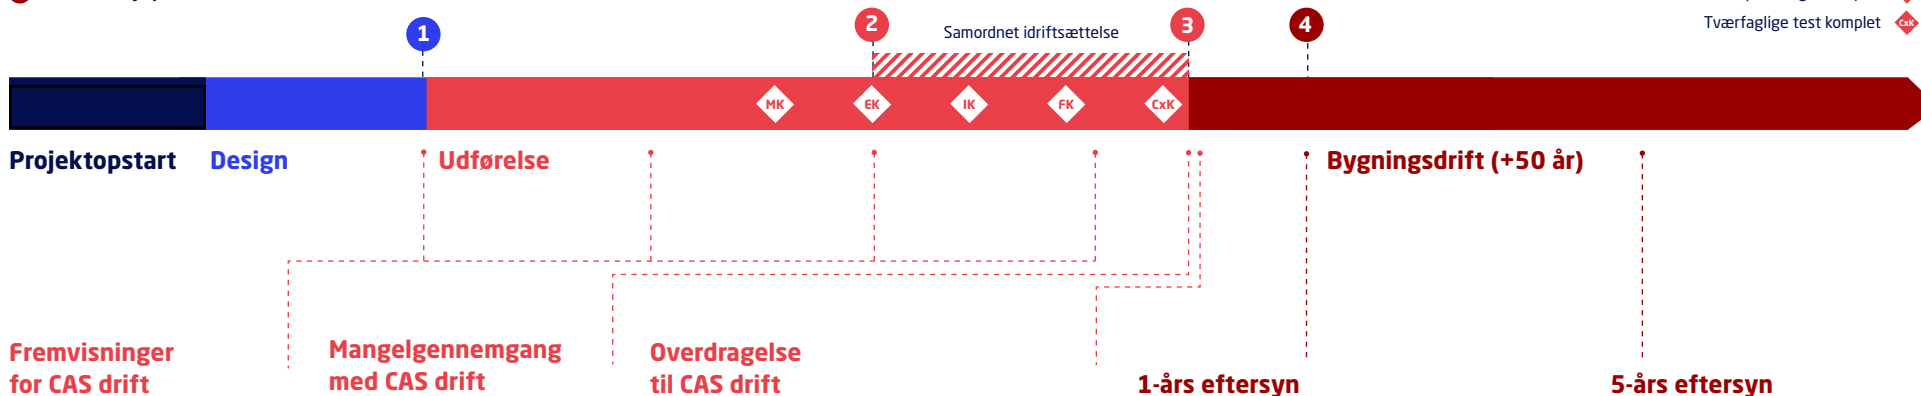 1
2
Samordnet idriftsættelse
3
4
Tværfaglige test komplet CxK
MK
EK
IK
FK
CxK
Projektopstart
Design
Udførelse
Bygningsdrift (+50 år)
Fremvisninger
for CAS drift
Mangelgennemgang
med CAS drift
Overdragelse
til CAS drift
1-års eftersyn
5-års eftersyn